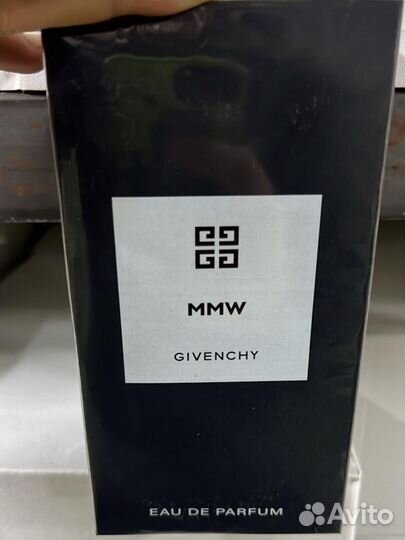 MMW
GIVENCHY
EAU DE PARFUM
Avito